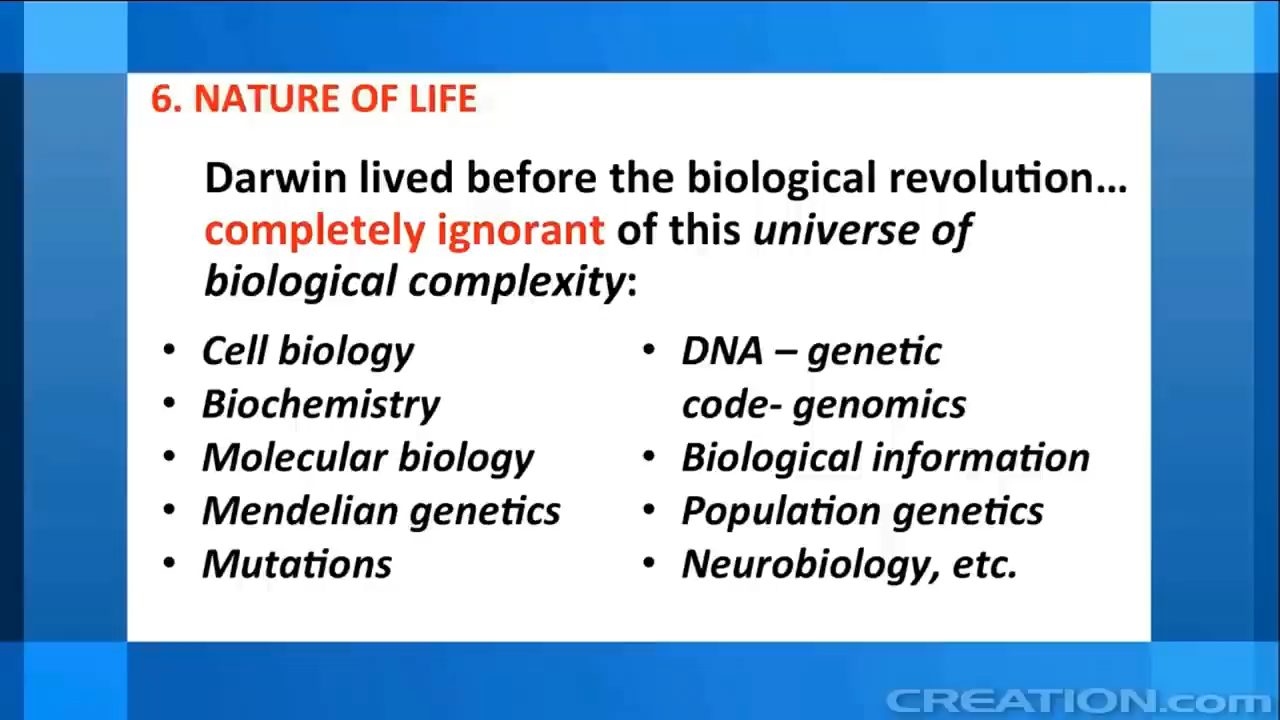 6. NATURE OF LIFE
Darwin lived before the biological revolution…
completely ignorant of this universe of
biological complexity:
• Cell biology
• Biochemistry
• Molecular biology
• Mendelian genetics
• Mutations
• DNA – genetic
code- genomics
• Biological information
• Population genetics
• Neurobiology, etc.
CREATION.com